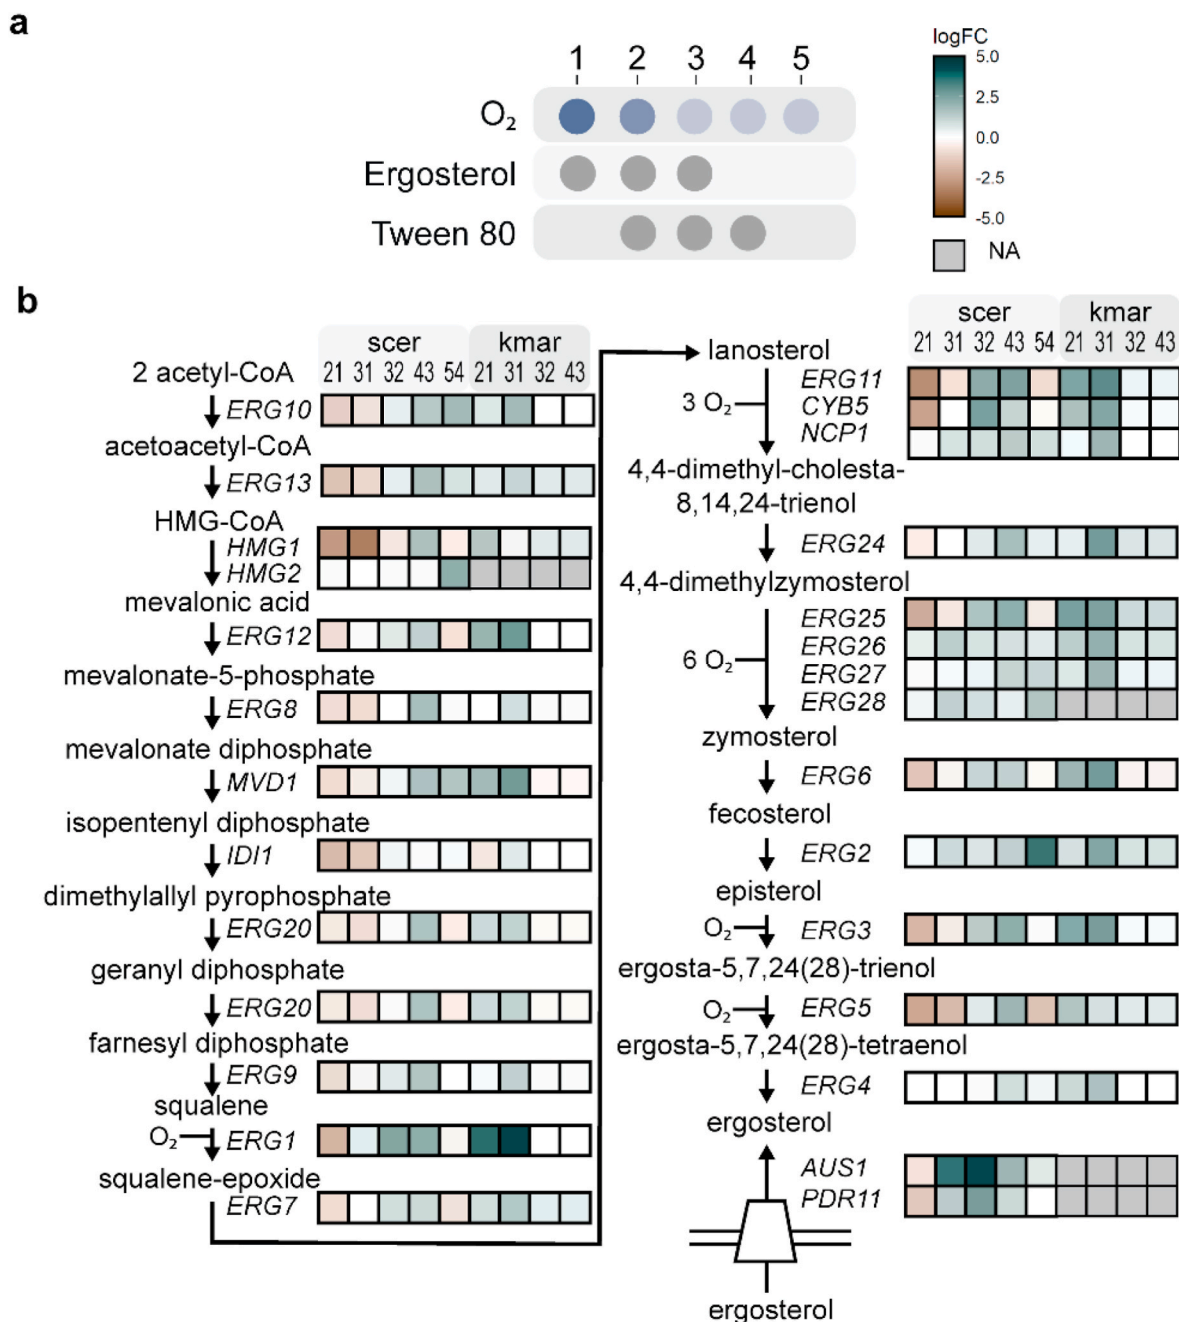 a
1 2 3 4 5
O₂
Ergosterol
Tween 80
logFC
5.0
2.5
0.0
-2.5
-5.0
NA
b
scer kmar
21 31 32 43 54 21 31 32 43
2 acetyl-CoA
ERG10
acetoacetyl-CoA
ERG13
HMG-CoA
HMG1
HMG2
mevalonic acid
ERG12
mevalonate-5-phosphate
ERG8
mevalonate diphosphate
MVD1
isopentenyl diphosphate
IDI1
dimethylallyl pyrophosphate
ERG20
geranyl diphosphate
ERG20
farnesyl diphosphate
ERG9
squalene
O₂ ERG1
squalene-epoxide
ERG7
scer kmar
21 31 32 43 54 21 31 32 43
lanosterol
ERG11
3 O₂ CYB5
NCP1
4,4-dimethyl-cholesta-
8,14,24-trienol
ERG24
4,4-dimethylzymosterol
ERG25
ERG26
6 O₂
ERG27
ERG28
zymosterol
ERG6
fecosterol
ERG2
episterol
O₂ ERG3
ergosta-5,7,24(28)-trienol
O₂ ERG5
ergosta-5,7,24(28)-tetraenol
ERG4
ergosterol
AUS1
PDR11
ergosterol